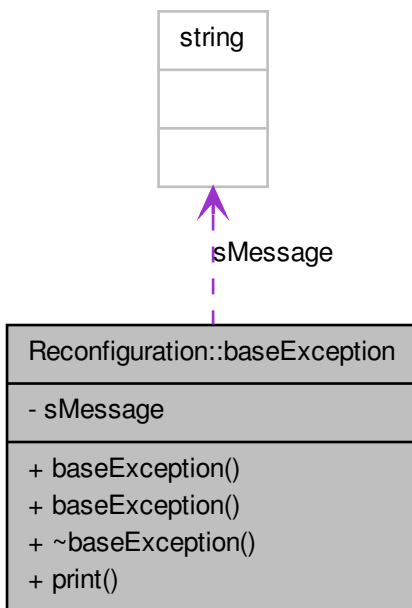 string
sMessage
Reconfiguration::baseException
- sMessage
+ baseException()
+ baseException()
+ ~baseException()
+ print()